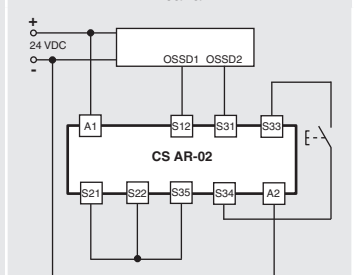 +
24 VDC
-
OSSD1 OSSD2
A1 S12 S31 S33
CS AR-02
S21 S22 S35 S34 A2